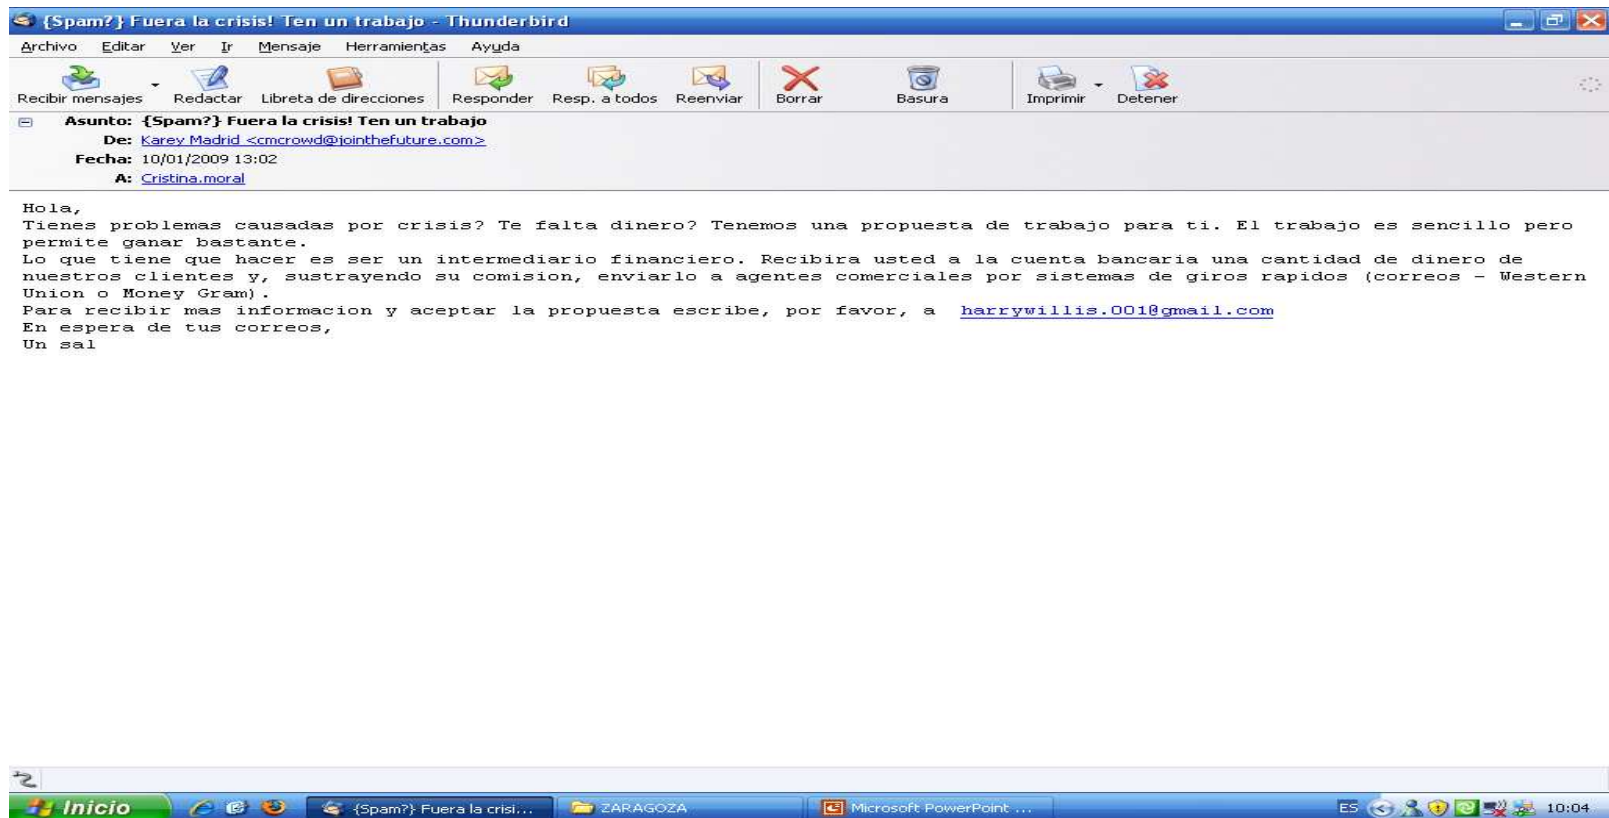 {Spam?} Fuera la crisis! Ten un trabajo - Thunderbird
Archivo Editar Ver Ir Mensaje Herramientas Ayuda
Recibir mensajes Redactar Libreta de direcciones Responder Resp. a todos Reenviar Borrar Basura Imprimir Detener
Asunto: {Spam?} Fuera la crisis! Ten un trabajo
De: Karey Madrid <cmcrowd@jointhefuture.com>
Fecha: 10/01/2009 13:02
A: Cristina.moral
Hola,
Tienes problemas causadas por crisis? Te falta dinero? Tenemos una propuesta de trabajo para ti. El trabajo es sencillo pero
permite ganar bastante.
Lo que tiene que hacer es ser un intermediario financiero. Recibira usted a la cuenta bancaria una cantidad de dinero de
nuestros clientes y, sustrayendo su comision, enviarlo a agentes comerciales por sistemas de giros rapidos (correos - Western
Union o Money Gram).
Para recibir mas informacion y aceptar la propuesta escribe, por favor, a harrywillis.001@gmail.com
En espera de tus correos,
Un sal
Inicio {Spam?} Fuera la crisi... ZARAGOZA Microsoft PowerPoint ... ES 10:04